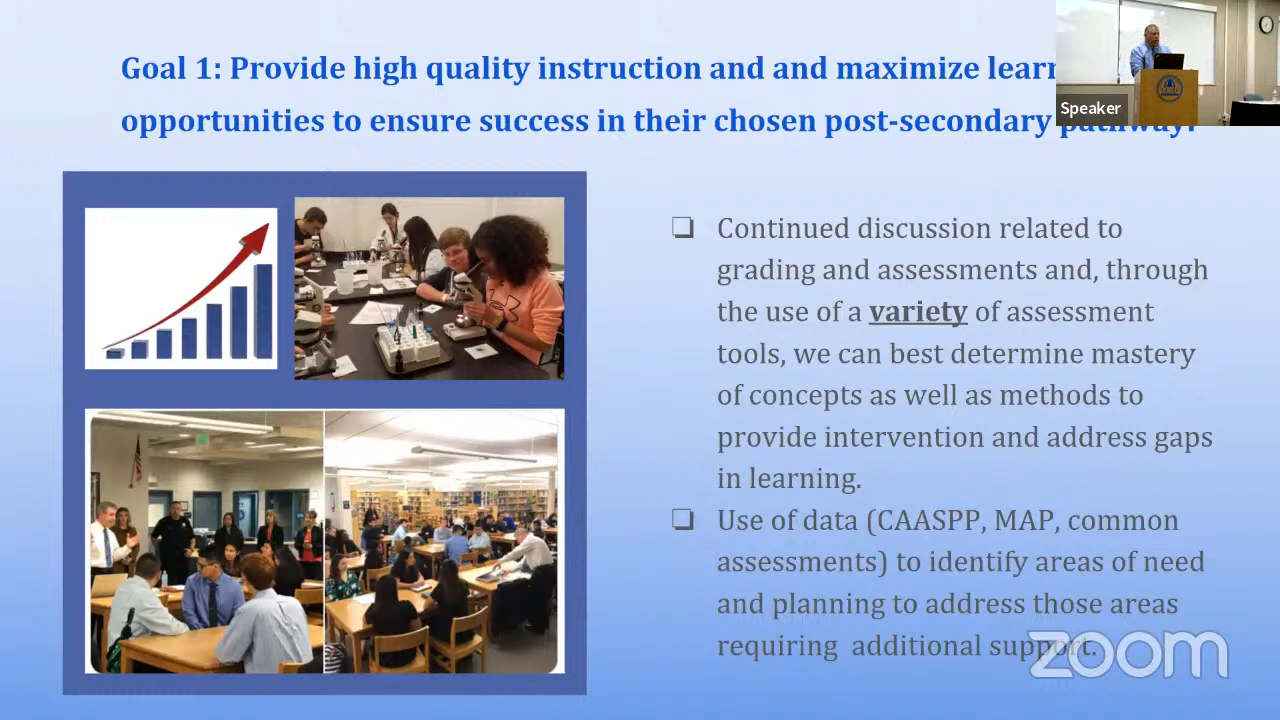 Goal 1: Provide high quality instruction and and maximize
opportunities to ensure success in their chosen post-secondary pathway.
Speaker
Continued discussion related to
grading and assessments and, through
the use of a variety of assessment
tools, we can best determine mastery
of concepts as well as methods to
provide intervention and address gaps
in learning.
Use of data (CAASPP, MAP, common
assessments) to identify areas of need
and planning to address those areas
requiring additional support.
zoom